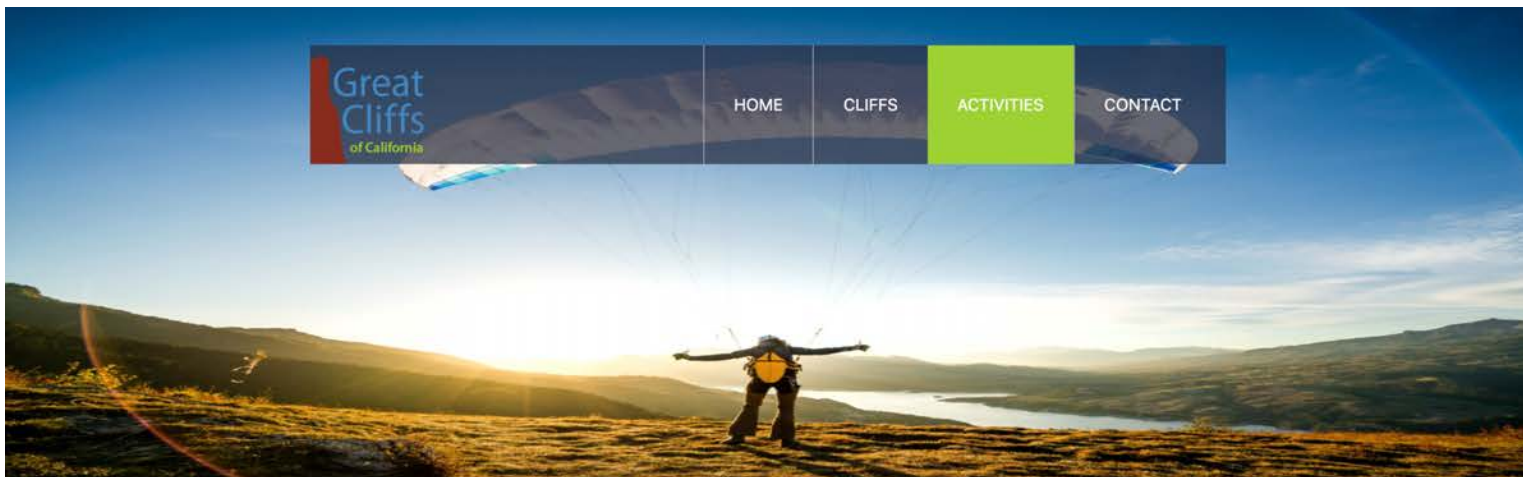 Great
Cliffs
of California
HOME CLIFFS ACTIVITIES CONTACT